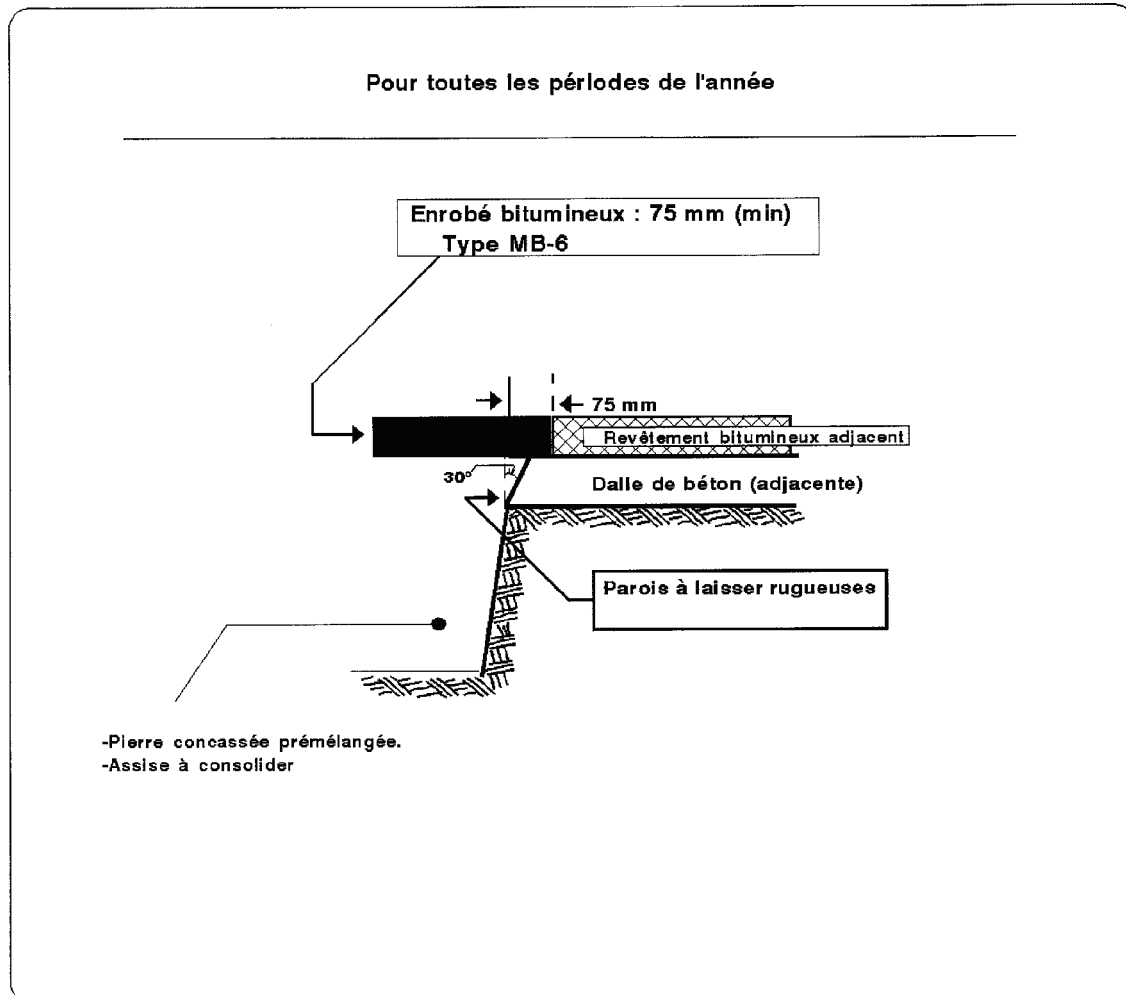 Pour toutes les périodes de l'année
Enrobé bitumineux : 75 mm (min)
Type MB-6
75 mm
Revêtement bitumineux adjacent
30°
Dalle de béton (adjacente)
Parois à laisser rugueuses
-Pierre concassée prémélangée.
-Assise à consolider